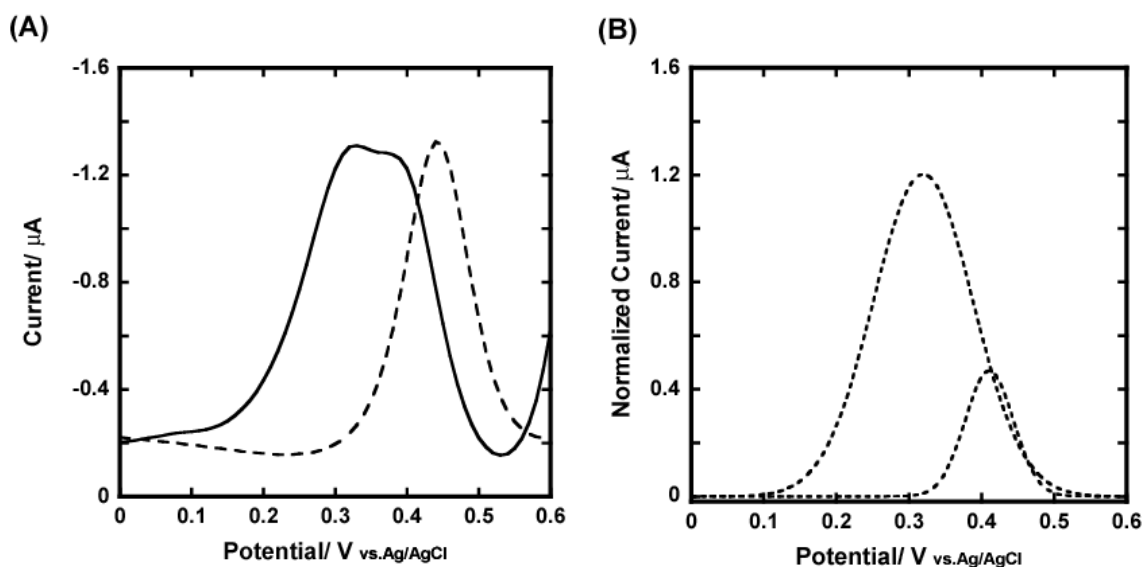 (A)
-1.6
-1.2
-0.8
-0.4
0
Current/ μA
0 0.1 0.2 0.3 0.4 0.5 0.6
Potential/ V vs.Ag/AgCl
(B)
1.6
1.2
0.8
0.4
0
Normalized Current/ μA
0 0.1 0.2 0.3 0.4 0.5 0.6
Potential/ V vs.Ag/AgCl